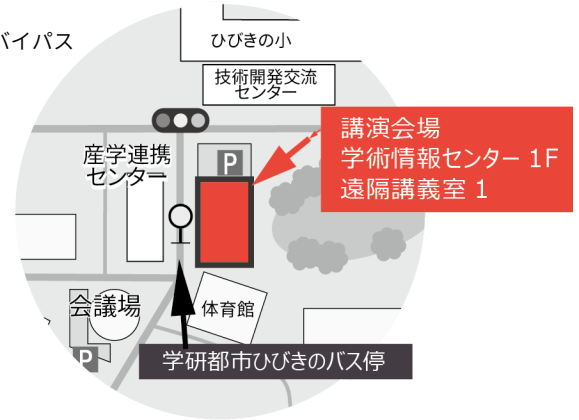 バイパス
ひびきの小
技術開発交流
センター
講演会場
学術情報センター 1F
遠隔講義室 1
産学連携
センター
P
会議場
体育館
P
学研都市ひびきのバス停